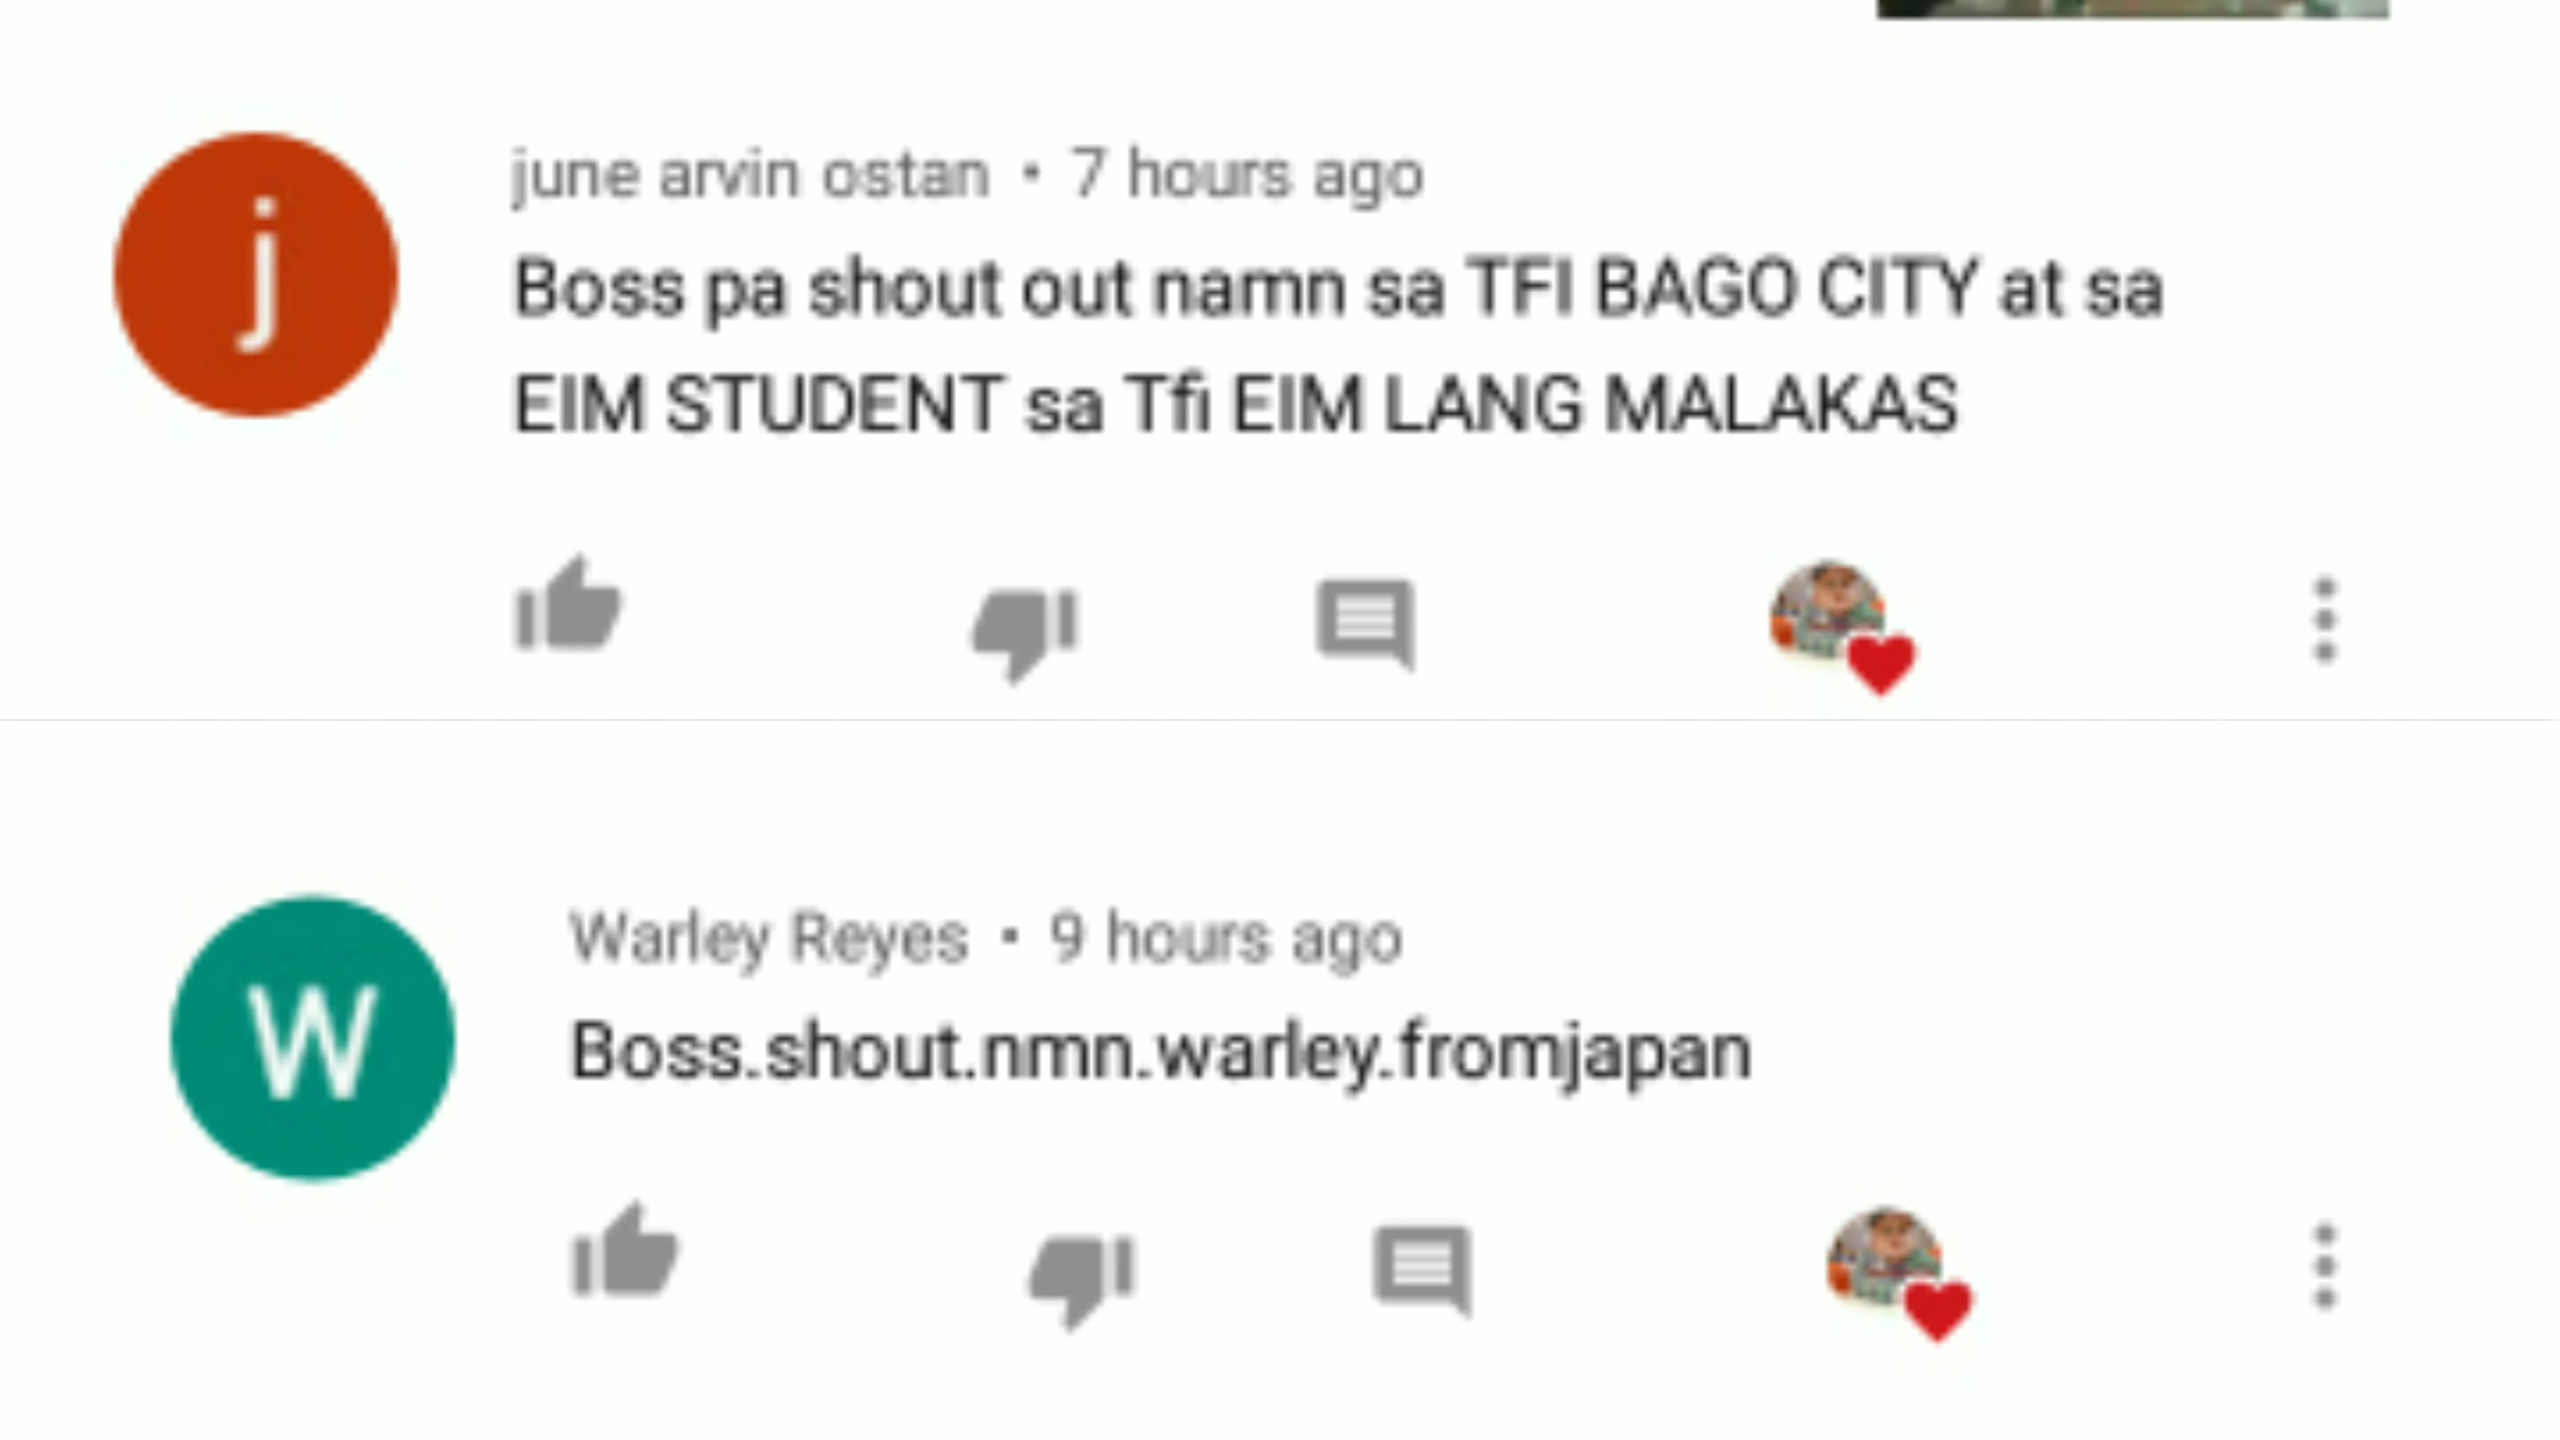 j
june arvin ostan • 7 hours ago
Boss pa shout out namn sa TFI BAGO CITY at sa
EIM STUDENT sa Tfi EIM LANG MALAKAS
W
Warley Reyes • 9 hours ago
Boss.shout.nmn.warley.fromjapan